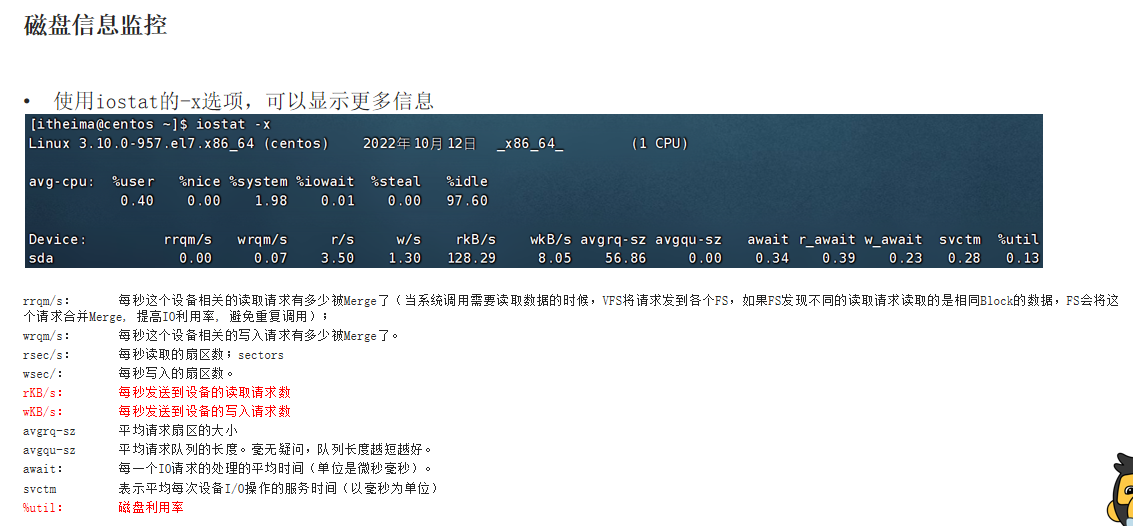 磁盘信息监控
• 使用iostat的-x选项，可以显示更多信息
[itheima@centos ~]$ iostat -x
Linux 3.10.0-957.el7.x86_64 (centos) 2022年10月12日 _x86_64_ (1 CPU)
avg-cpu: %user %nice %system %iowait %steal %idle
0.40 0.00 1.98 0.01 0.00 97.60
Device: rrqm/s wrqm/s r/s w/s rkB/s wkB/s avgrq-sz avgqu-sz await r_await w_await svctm %util
sda 0.00 0.07 3.50 1.30 128.29 8.05 56.86 0.00 0.34 0.39 0.23 0.28 0.13
rrqm/s： 每秒这个设备相关的读取请求有多少被Merge了（当系统调用需要读取数据的时候，VFS将请求发到各个FS，如果FS发现不同的读取请求读取的是相同Block的数据，FS会将这
个请求合并Merge, 提高IO利用率, 避免重复调用）；
wrqm/s： 每秒这个设备相关的写入请求有多少被Merge了。
rsec/s： 每秒读取的扇区数；sectors
wsec/： 每秒写入的扇区数。
rKB/s： 每秒发送到设备的读取请求数
wKB/s： 每秒发送到设备的写入请求数
avgrq-sz 平均请求扇区的大小
avgqu-sz 平均请求队列的长度。毫无疑问，队列长度越短越好。
await： 每一个IO请求的处理的平均时间（单位是微秒毫秒）。
svctm 表示平均每次设备I/O操作的服务时间（以毫秒为单位）
%util： 磁盘利用率